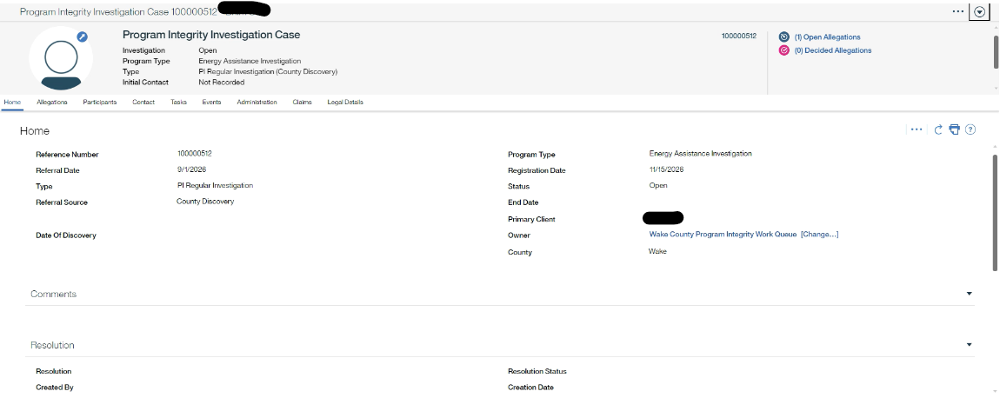 Program Integrity Investigation Case 100000512
Program Integrity Investigation Case
100000512
(1) Open Allegations
(0) Decided Allegations
Investigation Open
Program Type Energy Assistance Investigation
Type PI Regular Investigation (County Discovery)
Initial Contact Not Recorded
Home Allegations Participants Contact Tasks Events Administration Claims Legal Details
Home
Reference Number 100000512 Program Type Energy Assistance Investigation
Referral Date 9/1/2026 Registration Date 11/15/2026
Type PI Regular Investigation Status Open
Referral Source County Discovery End Date
Primary Client
Date Of Discovery Owner Wake County Program Integrity Work Queue [Change...]
County Wake
Comments
Resolution
Resolution Resolution Status
Created By Creation Date